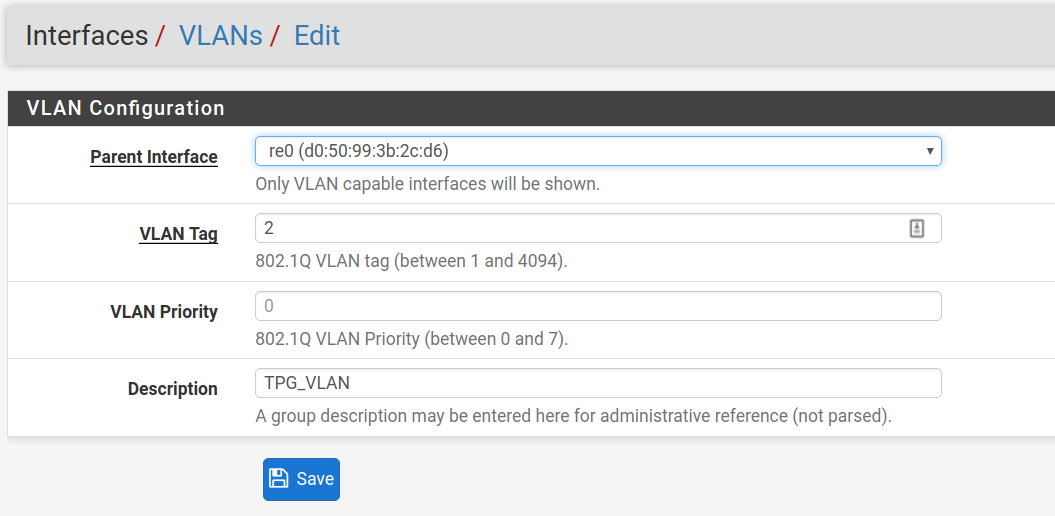 Interfaces / VLANs / Edit
VLAN Configuration
Parent Interface
re0 (d0:50:99:3b:2c:d6)
Only VLAN capable interfaces will be shown.
VLAN Tag
2
802.1Q VLAN tag (between 1 and 4094).
VLAN Priority
0
802.1Q VLAN Priority (between 0 and 7).
Description
TPG_VLAN
A group description may be entered here for administrative reference (not parsed).
Save